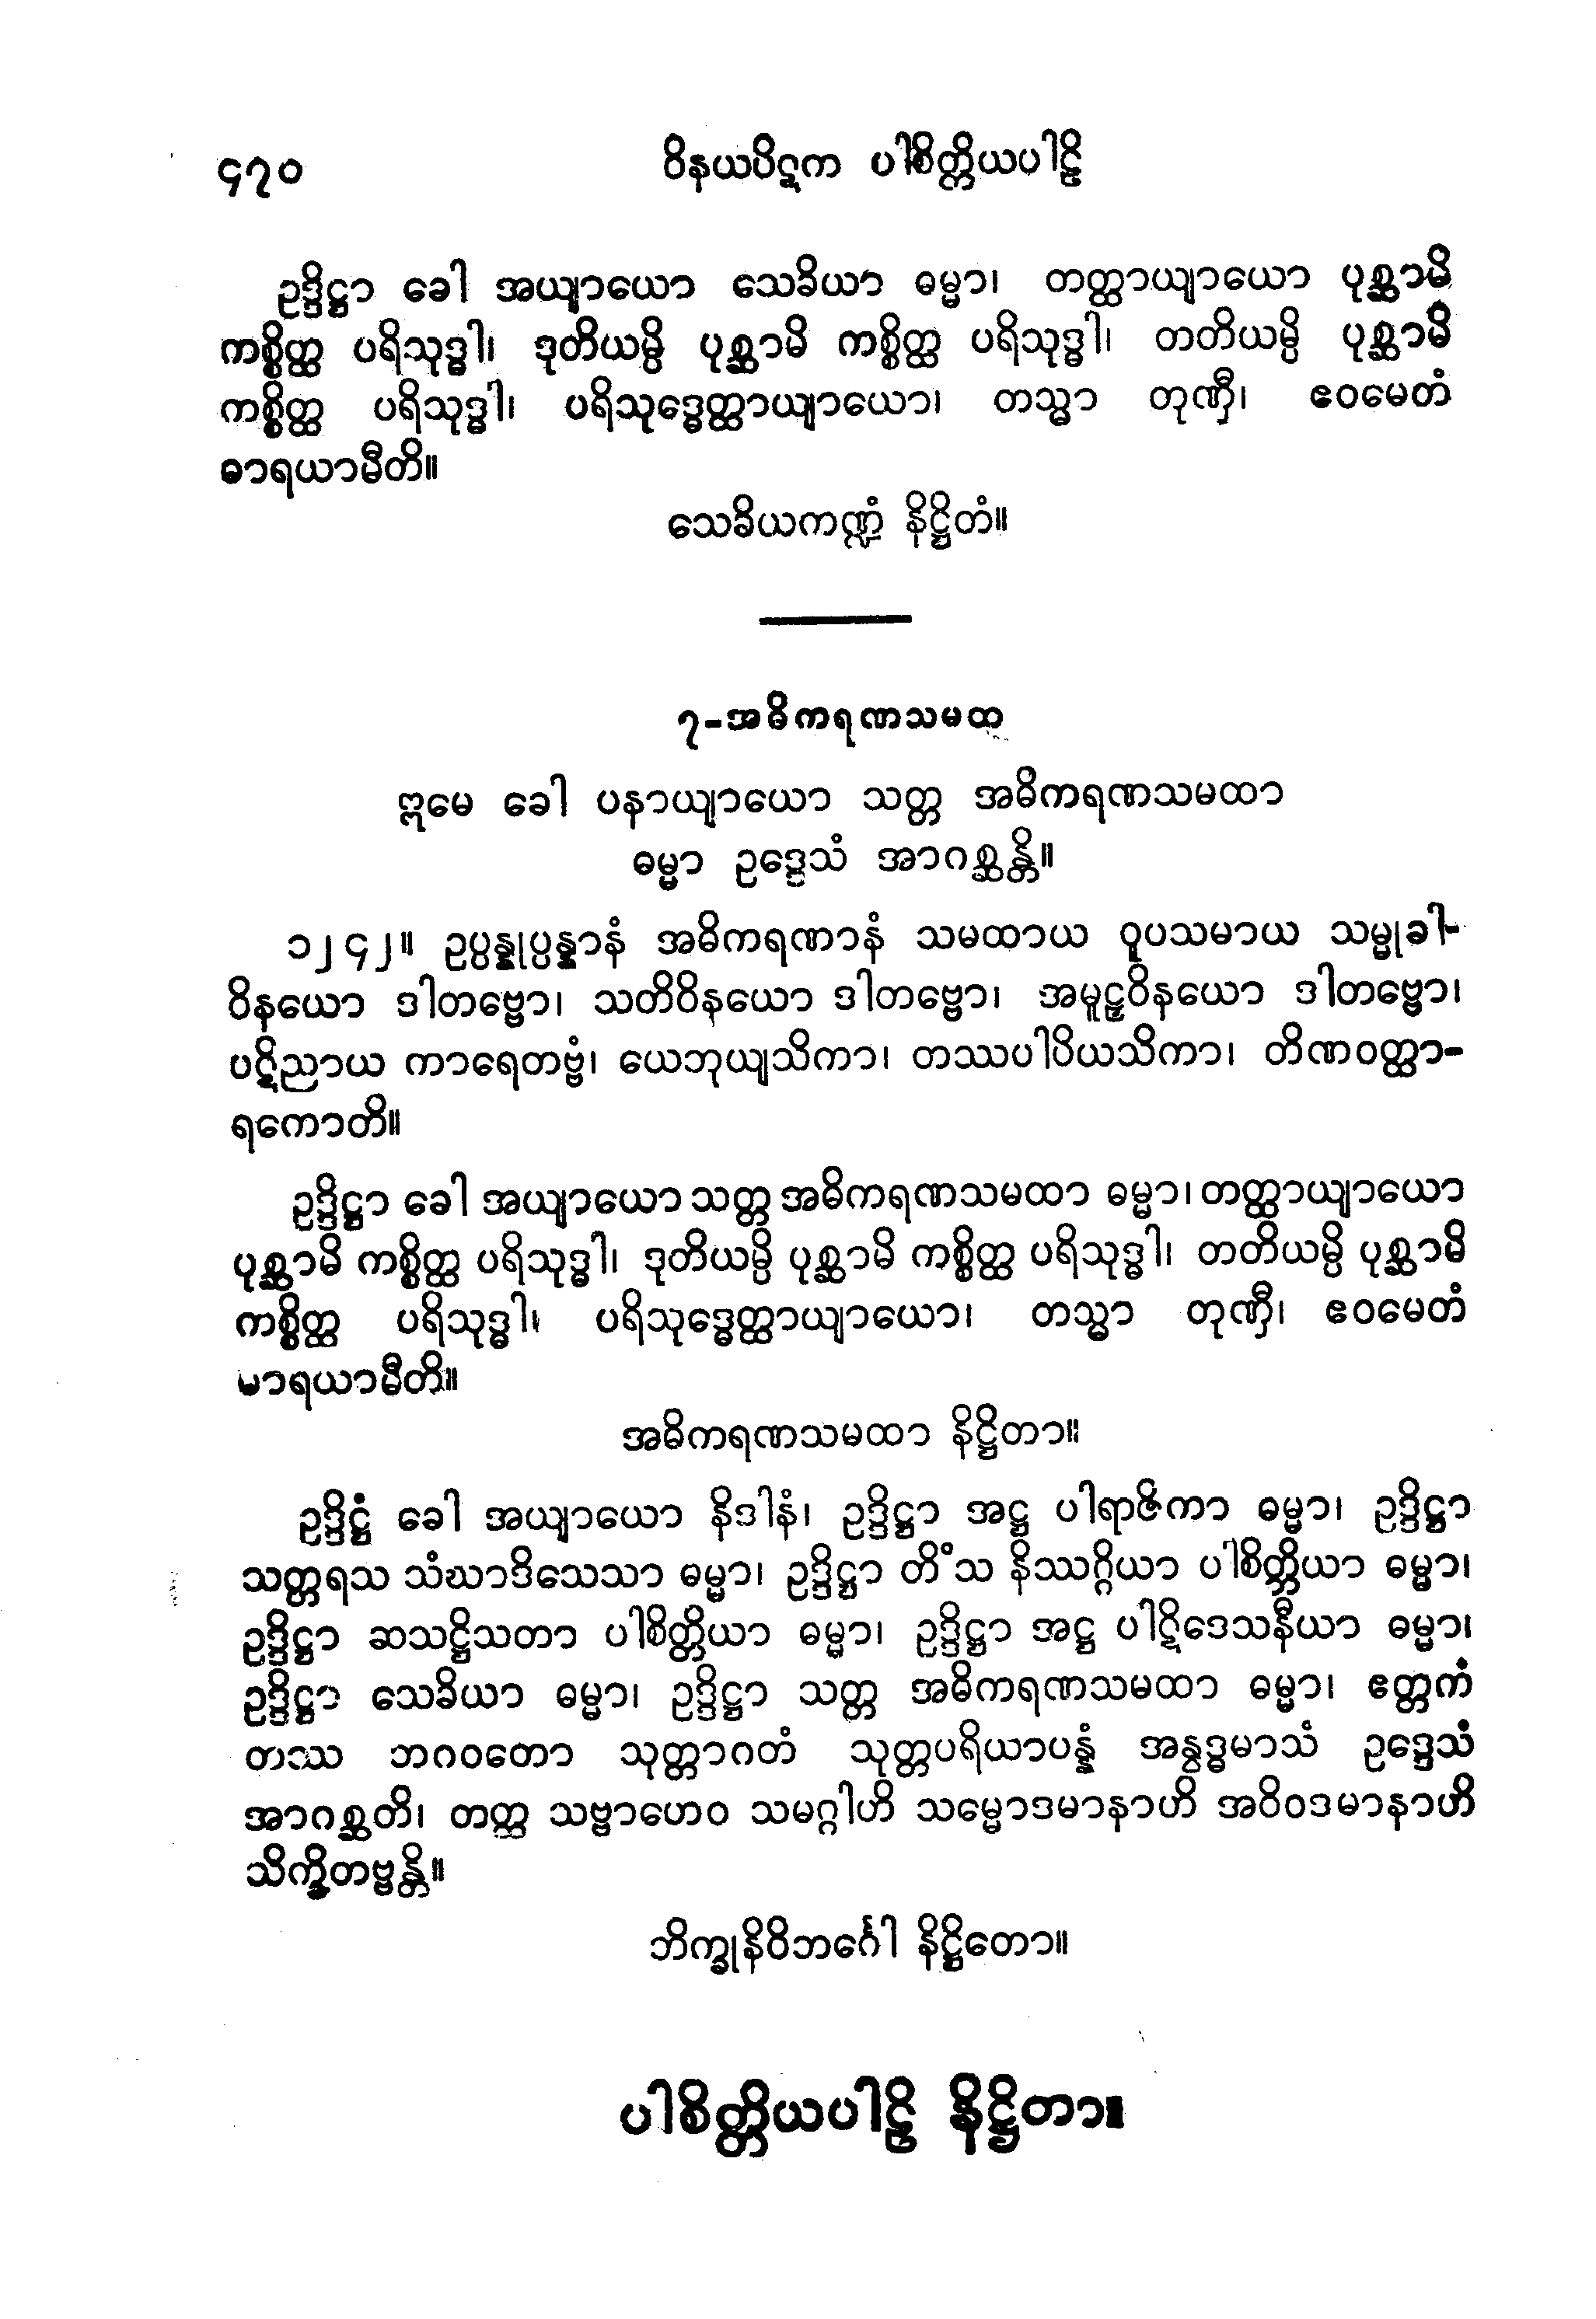 ၄၇၀ ဝိနယပိဋက ပါစိတ္တိယပါဠိ
ဥဒ္ဒိဋ္ဌာ ခေါ အယျာယော သေခိယာ ဓမ္မာ၊ တတ္ထာယျာယော ပုစ္ဆာမိ
ကစ္စိတ္ထ ပရိသုဒ္ဓါ၊ ဒုတိယမ္ပိ ပုစ္ဆာမိ ကစ္စိတ္ထ ပရိသုဒ္ဓါ၊ တတိယမ္ပိ ပုစ္ဆာမိ
ကစ္စိတ္ထ ပရိသုဒ္ဓါ၊ ပရိသုဒ္ဓေတ္ထာယျာယော၊ တသ္မာ တုဏှီ၊ ဧဝမေတံ
ဓာရယာမီတိ။
သေခိယကဏ္ဍံ နိဋ္ဌိတံ။
၇-အဓိကရဏသမထ
ဣမေ ခေါ ပနာယျာယော သတ္တ အဓိကရဏသမထာ
ဓမ္မာ ဥဒ္ဒေသံ အာဂစ္ဆန္တိ။
၁၂၄၂။ ဥပ္ပန္နုပ္ပန္နာနံ အဓိကရဏာနံ သမထာယ ဝူပသမာယ သမ္မုခါ-
ဝိနယော ဒါတဗ္ဗော၊ သတိဝိနယော ဒါတဗ္ဗော၊ အမူဠှဝိနယော ဒါတဗ္ဗော၊
ပဋိညာယ ကာရေတဗ္ဗံ၊ ယေဘုယျသိကာ၊ တဿပါပိယသိကာ၊ တိဏဝတ္ထာ-
ရကောတိ။
ဥဒ္ဒိဋ္ဌာ ခေါ အယျာယော သတ္တ အဓိကရဏသမထာ ဓမ္မာ၊ တတ္ထာယျာယော
ပုစ္ဆာမိ ကစ္စိတ္ထ ပရိသုဒ္ဓါ၊ ဒုတိယမ္ပိ ပုစ္ဆာမိ ကစ္စိတ္ထ ပရိသုဒ္ဓါ၊ တတိယမ္ပိ ပုစ္ဆာမိ
ကစ္စိတ္ထ ပရိသုဒ္ဓါ၊ ပရိသုဒ္ဓေတ္ထာယျာယော၊ တသ္မာ တုဏှီ၊ ဧဝမေတံ
ဓာရယာမီတိ။
အဓိကရဏသမထာ နိဋ္ဌိတာ။
ဥဒ္ဒိဋ္ဌံ ခေါ အယျာယော နိဒါနံ၊ ဥဒ္ဒိဋ္ဌာ အဋ္ဌ ပါရာဇိကာ ဓမ္မာ၊ ဥဒ္ဒိဋ္ဌာ
သတ္တရသ သံဃာဒိသေသာ ဓမ္မာ၊ ဥဒ္ဒိဋ္ဌာ တိံသ နိဿဂ္ဂိယာ ပါစိတ္တိယာ ဓမ္မာ၊
ဥဒ္ဒိဋ္ဌာ ဆသဋ္ဌိသတာ ပါစိတ္တိယာ ဓမ္မာ၊ ဥဒ္ဒိဋ္ဌာ အဋ္ဌ ပါဋိဒေသနီယာ ဓမ္မာ၊
ဥဒ္ဒိဋ္ဌာ သေခိယာ ဓမ္မာ၊ ဥဒ္ဒိဋ္ဌာ သတ္တ အဓိကရဏသမထာ ဓမ္မာ၊ ဧတ္တကံ
တဿ ဘဂဝတော သုတ္တာဂတံ သုတ္တပရိယာပန္နံ အနွဒ္ဓမာသံ ဥဒ္ဒေသံ
အာဂစ္ဆတိ၊ တတ္ထ သဗ္ဗာဟေဝ သမဂ္ဂါဟိ သမ္မောဒမာနာဟိ အဝိဝဒမာနာဟိ
သိက္ခိတဗ္ဗန္တိ။
ဘိက္ခုနိဝိဘင်္ဂေါ နိဋ္ဌိတော။
ပါစိတ္တိယပါဠိ နိဋ္ဌိတာ။